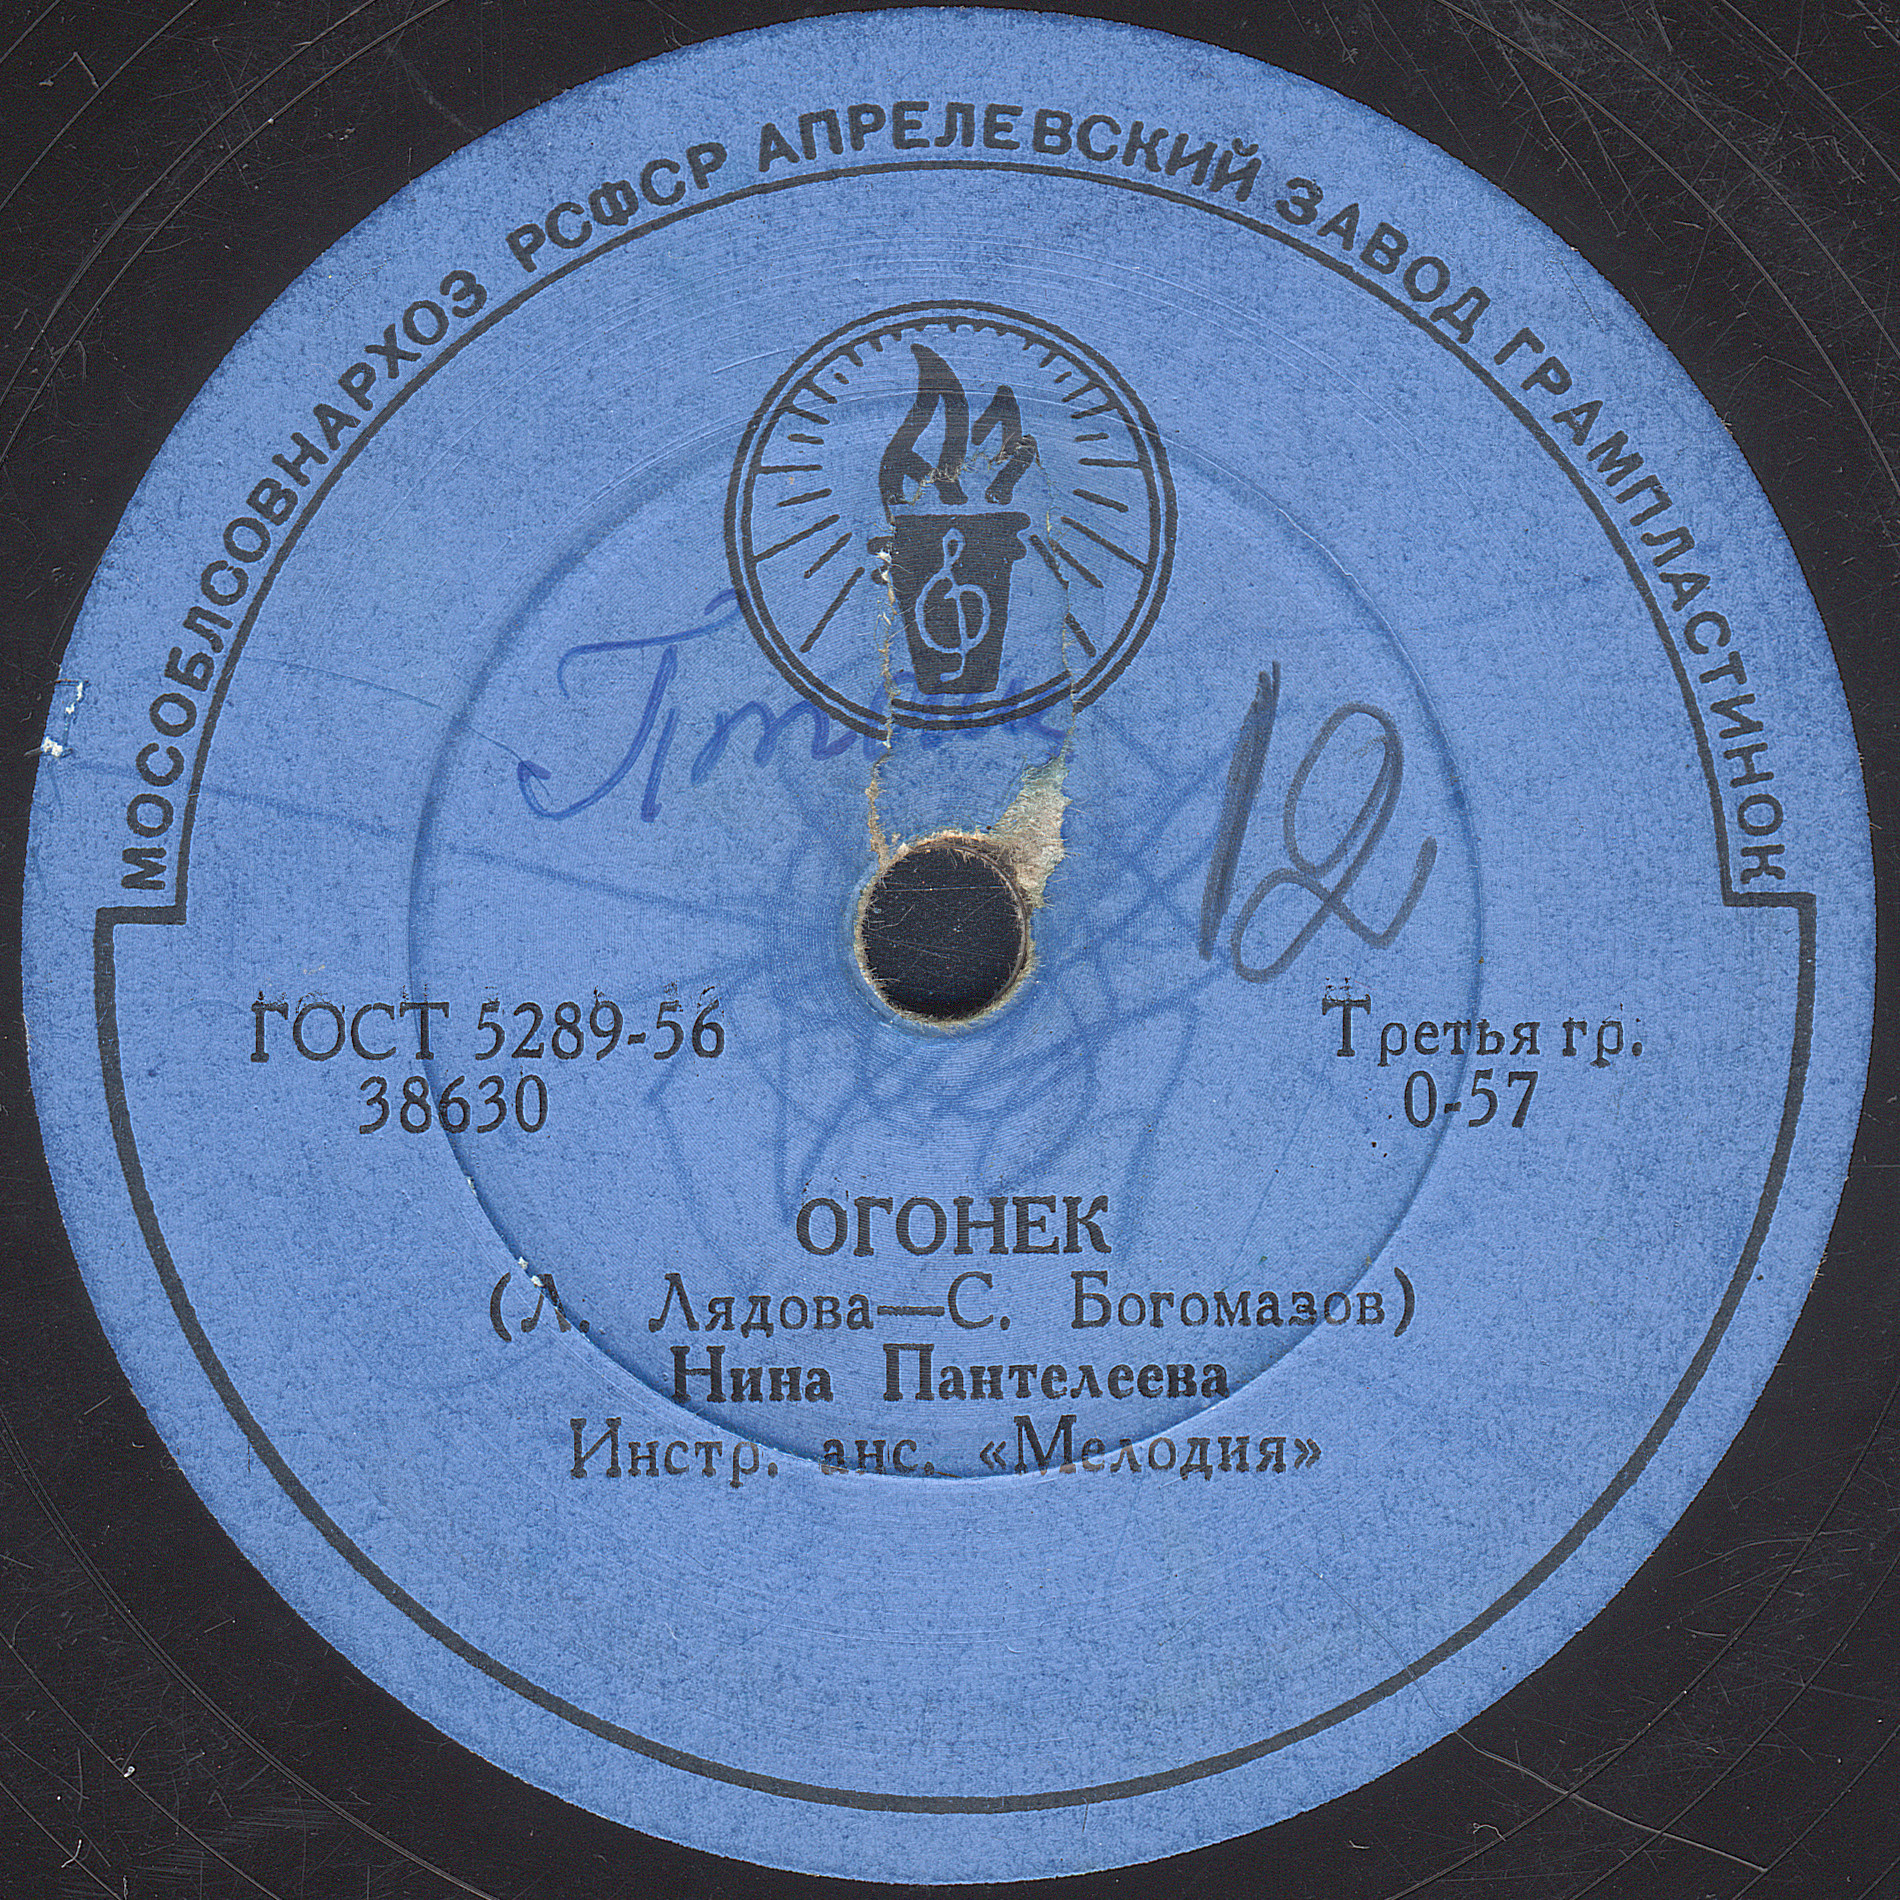 МОСОБЛСОВНАРХОЗ РСФСР АПРЕЛЕВСКИЙ ЗАВОД ГРАМПЛАСТИНОК
12
ГОСТ 5289-56
38630
Третья гр.
0-57
ОГОНЕК
(Л. Лядова—С. Богомазов)
Нина Пантелеева
Инстр. анс. «Мелодия»